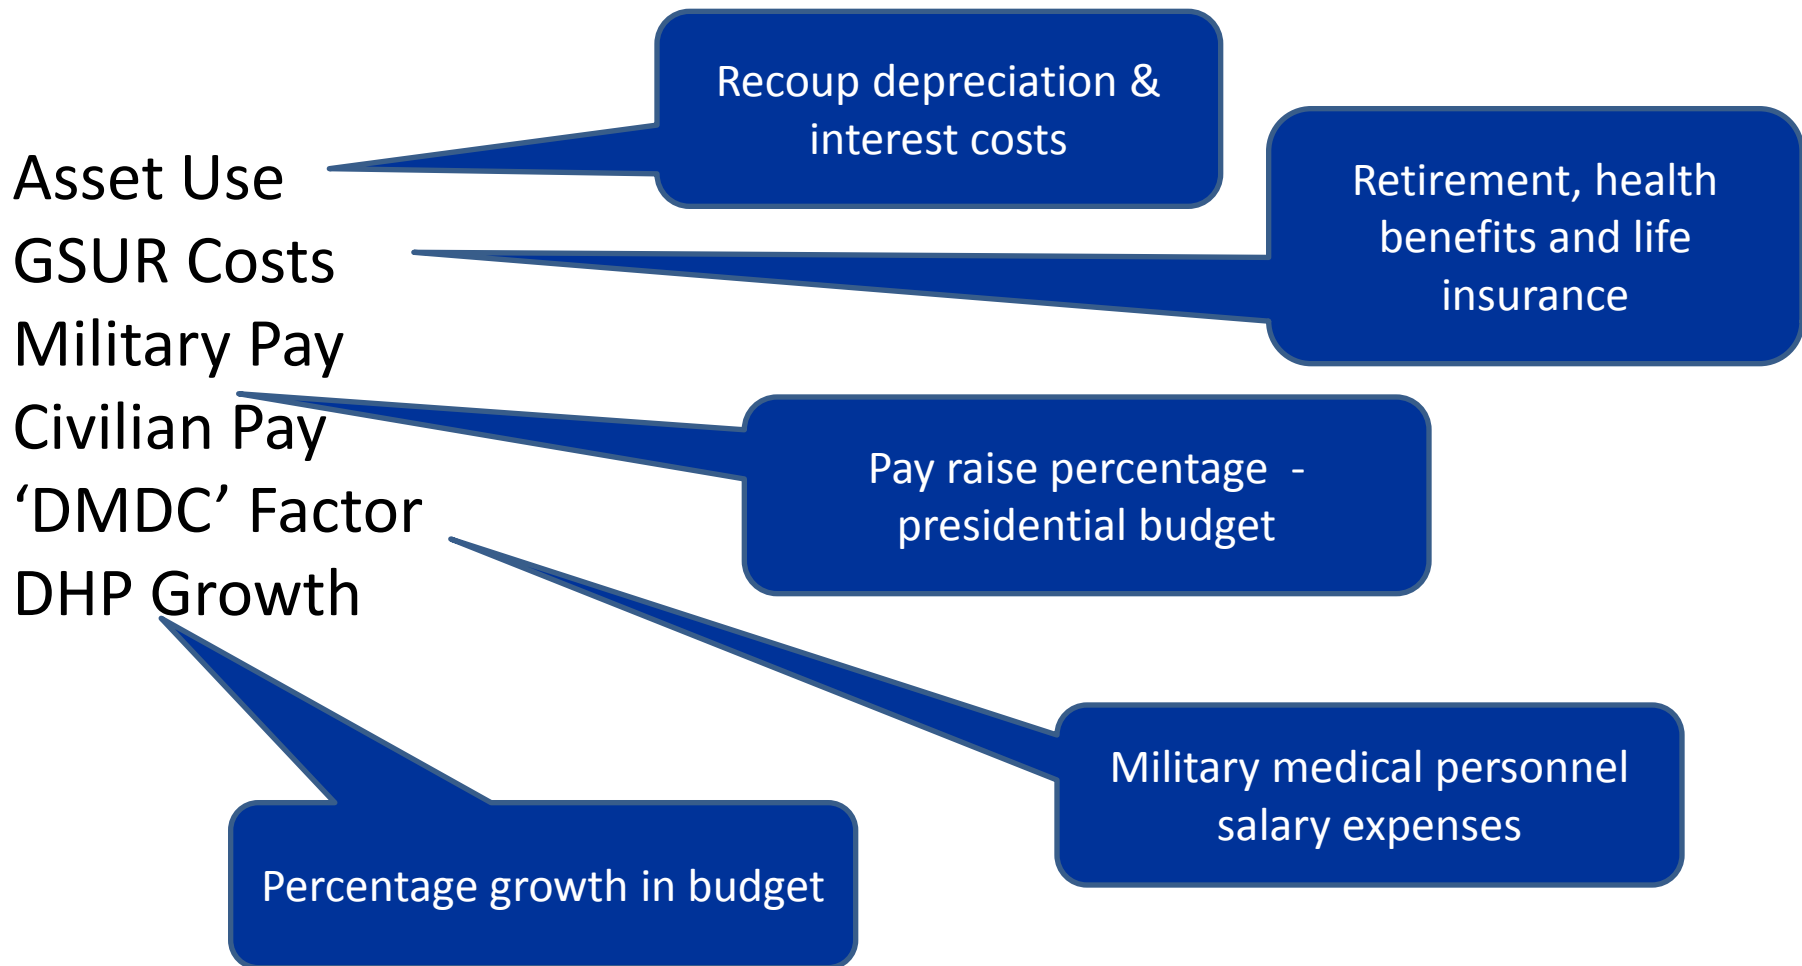 Recoup depreciation &
interest costs
Asset Use
GSUR Costs
Military Pay
Civilian Pay
‘DMDC’ Factor
DHP Growth
Retirement, health
benefits and life
insurance
Pay raise percentage  -
presidential budget
Military medical personnel
salary expenses
Percentage growth in budget